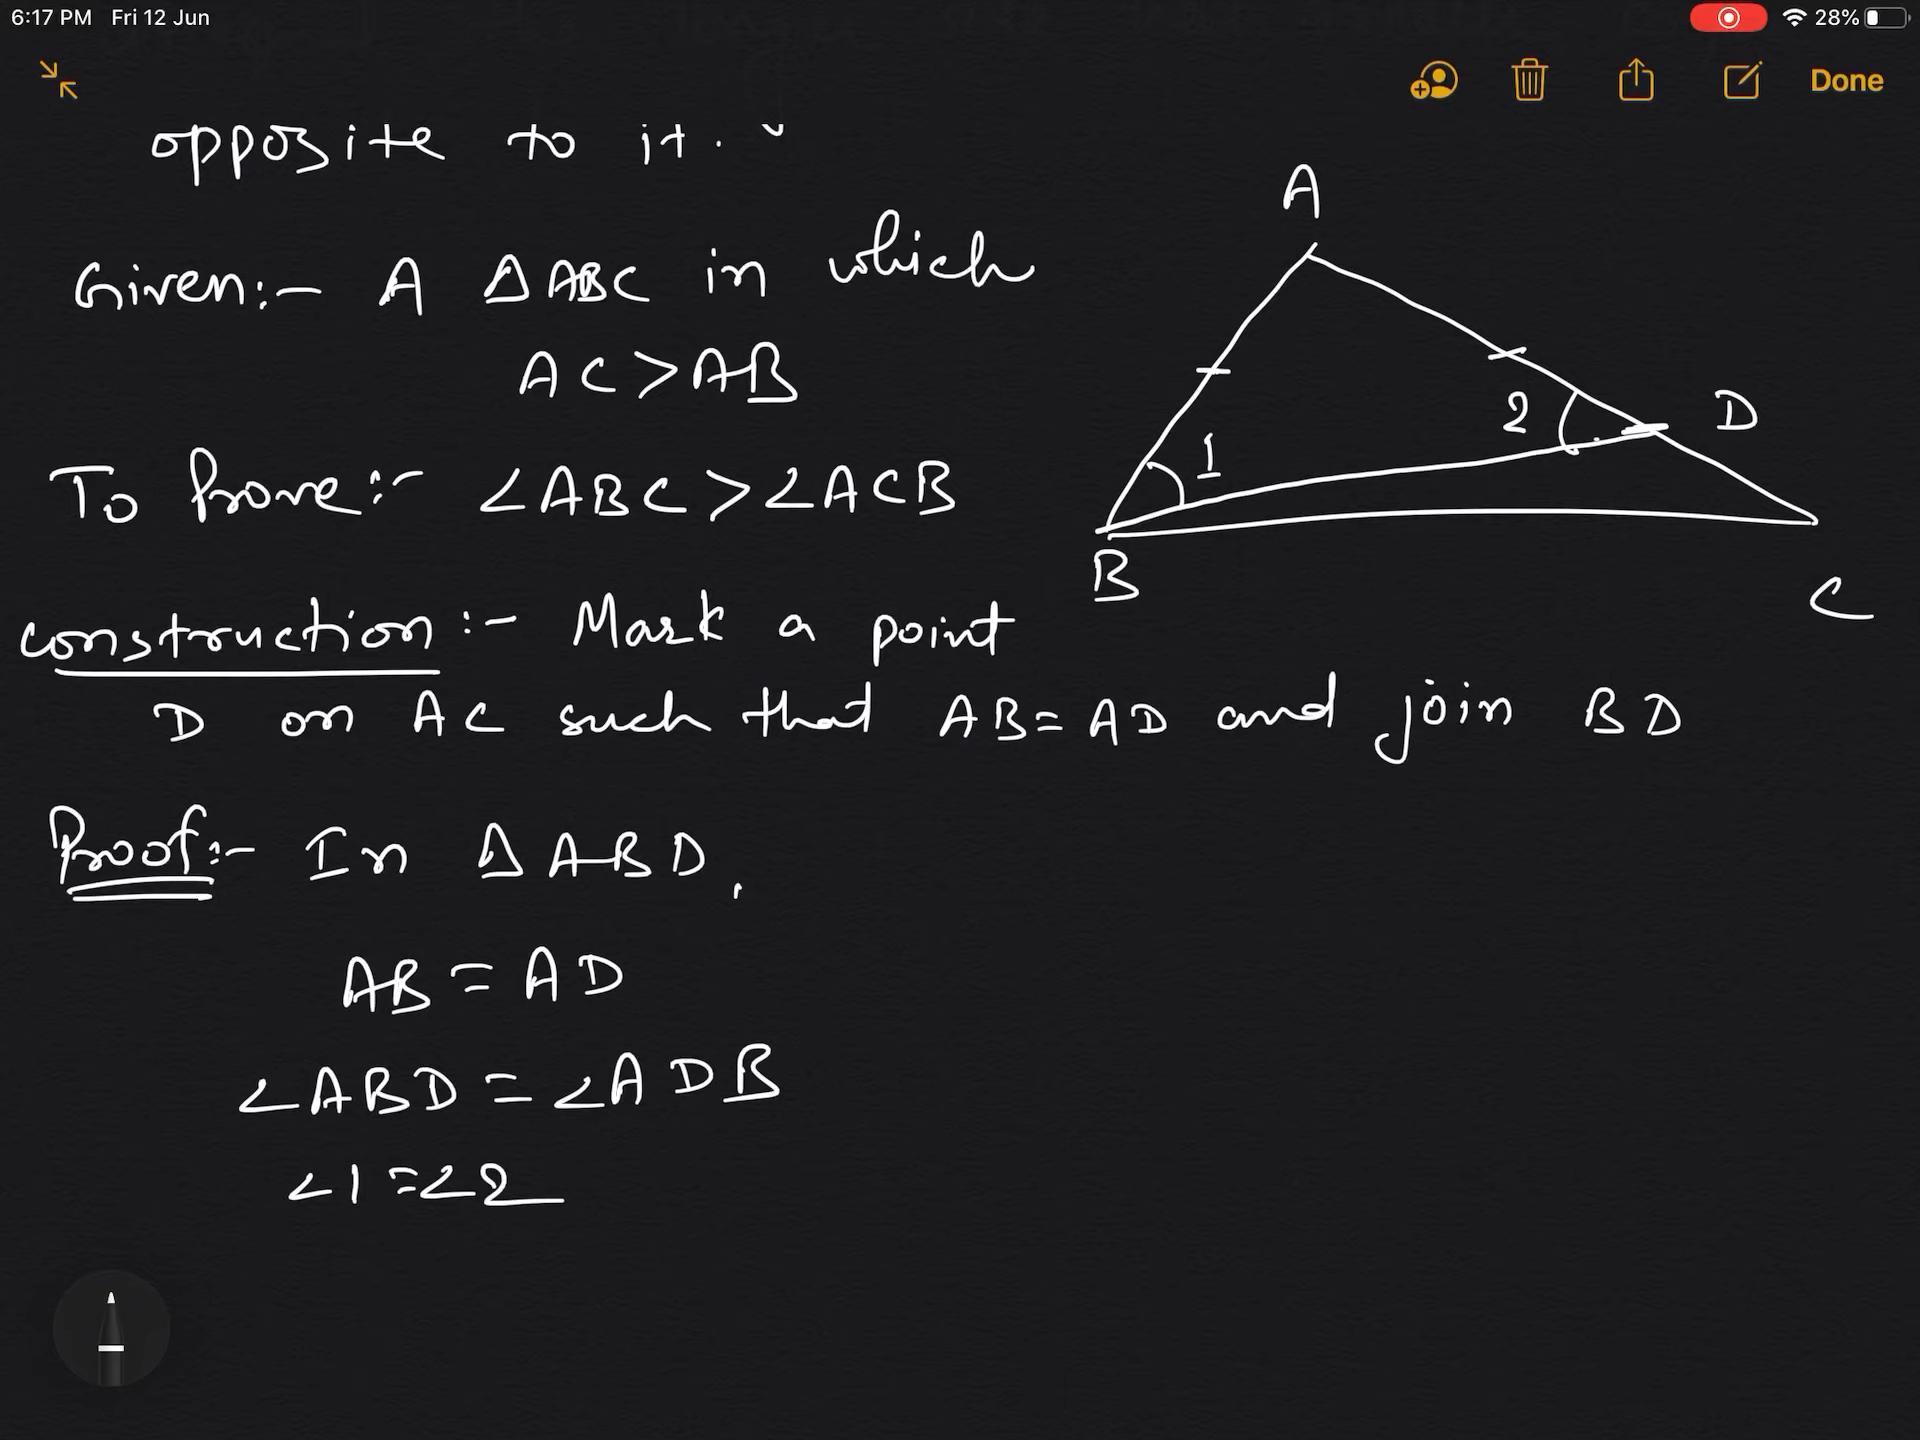 6:17 PM Fri 12 Jun
28%
Done
opposite to it.
A
Given:- A △ABC in which
AC>AB
2 D
1
To Prove:- ∠ABC>∠ACB
B
C
construction:- Mark a point
D on AC such that AB=AD and join BD
Proof:- In △ABD,
AB=AD
∠ABD=∠ADB
∠1=∠2